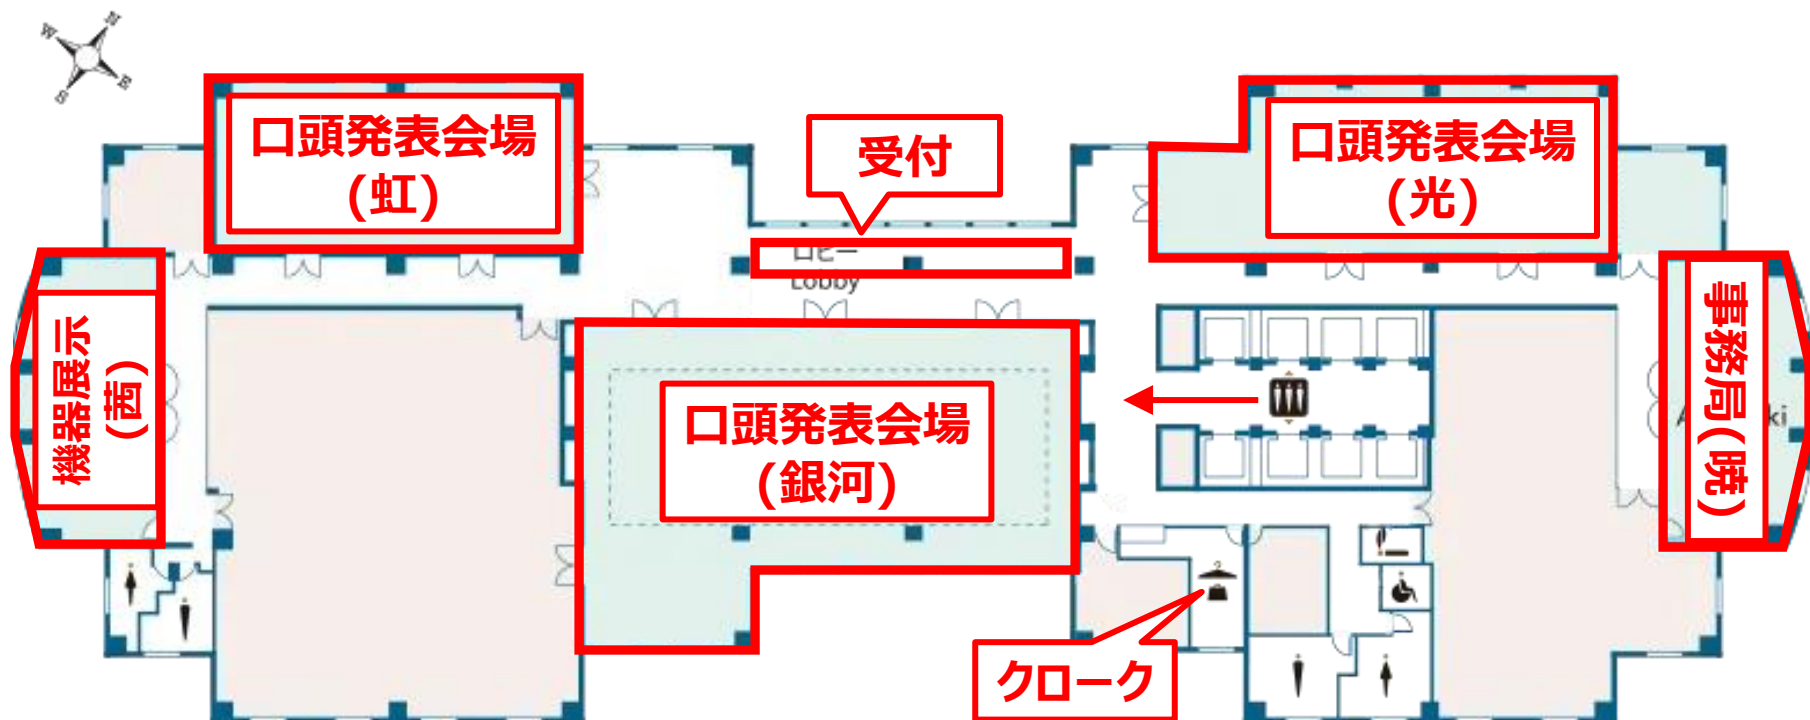 N
W
E
S
口頭発表会場
(虹)
受付
口頭発表会場
(光)
ロビー
Lobby
機器展示
(茜)
口頭発表会場
(銀河)
事務局(暁)
クローク